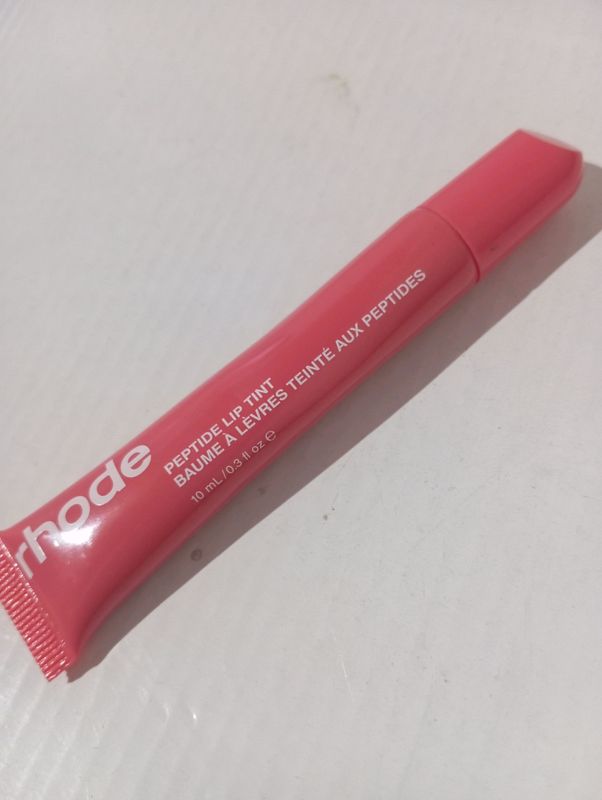 rhode
PEPTIDE LIP TINT
BAUME À LÈVRES TEINTÉ AUX PEPTIDES
10 mL / 0.3 fl oz ℮